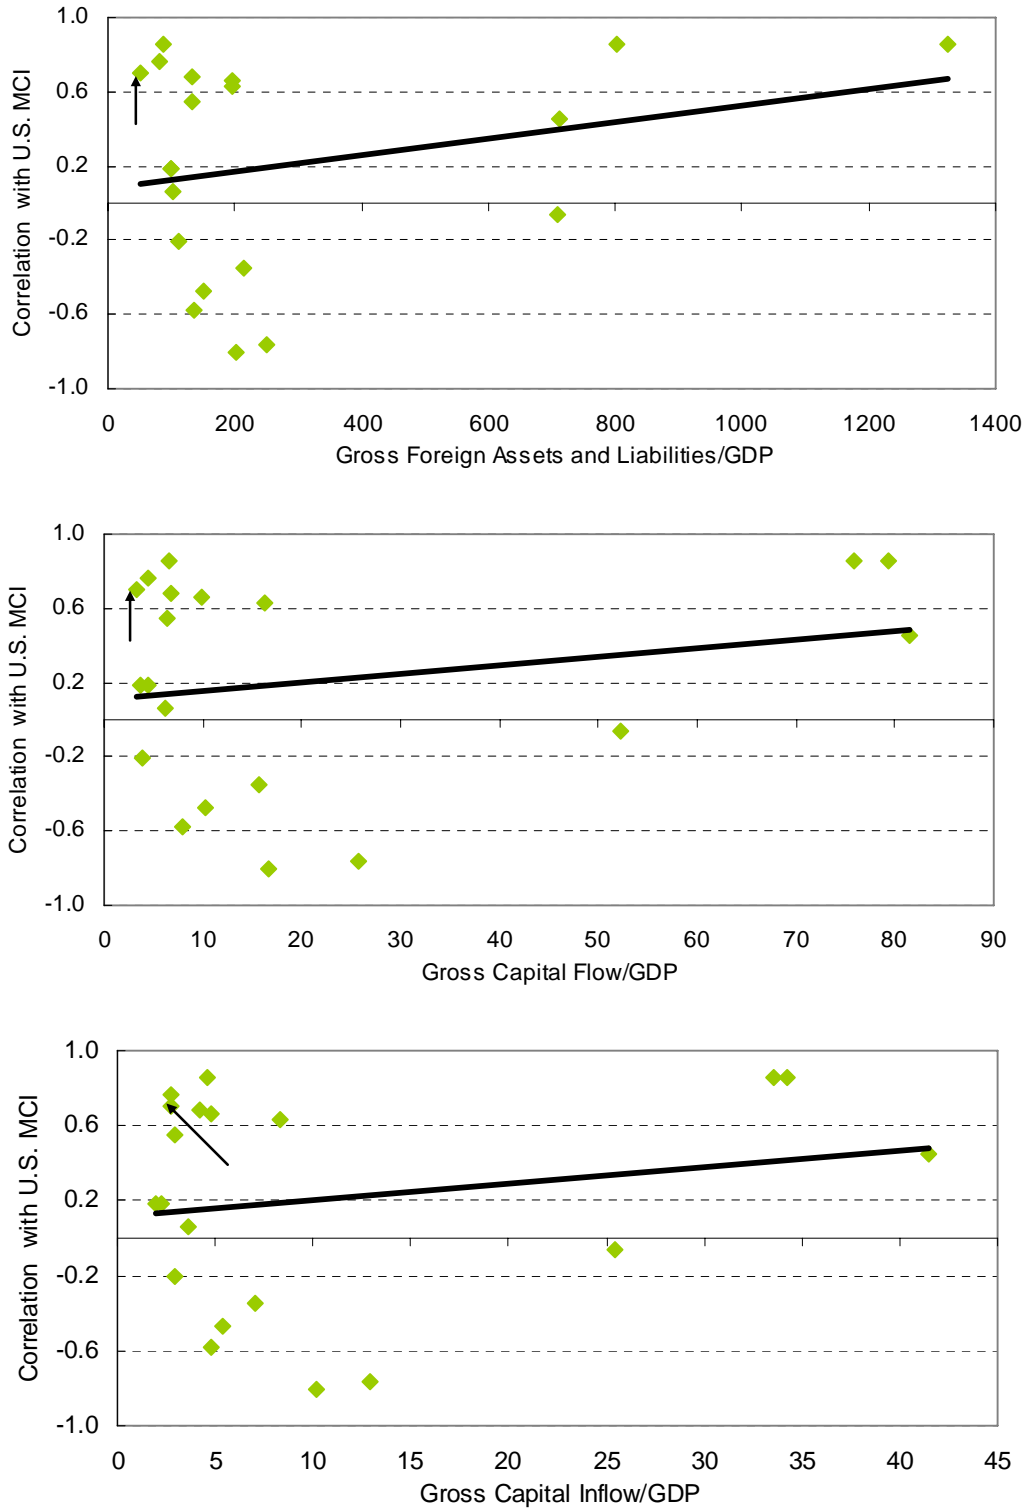 1.0
0.6
0.2
-0.2
-0.6
-1.0
Correlation with U.S. MCI
0 200 400 600 800 1000 1200 1400
Gross Foreign Assets and Liabilities/GDP
1.0
0.6
0.2
-0.2
-0.6
-1.0
Correlation with U.S. MCI
0 10 20 30 40 50 60 70 80 90
Gross Capital Flow/GDP
1.0
0.6
0.2
-0.2
-0.6
-1.0
Correlation with U.S. MCI
0 5 10 15 20 25 30 35 40 45
Gross Capital Inflow/GDP